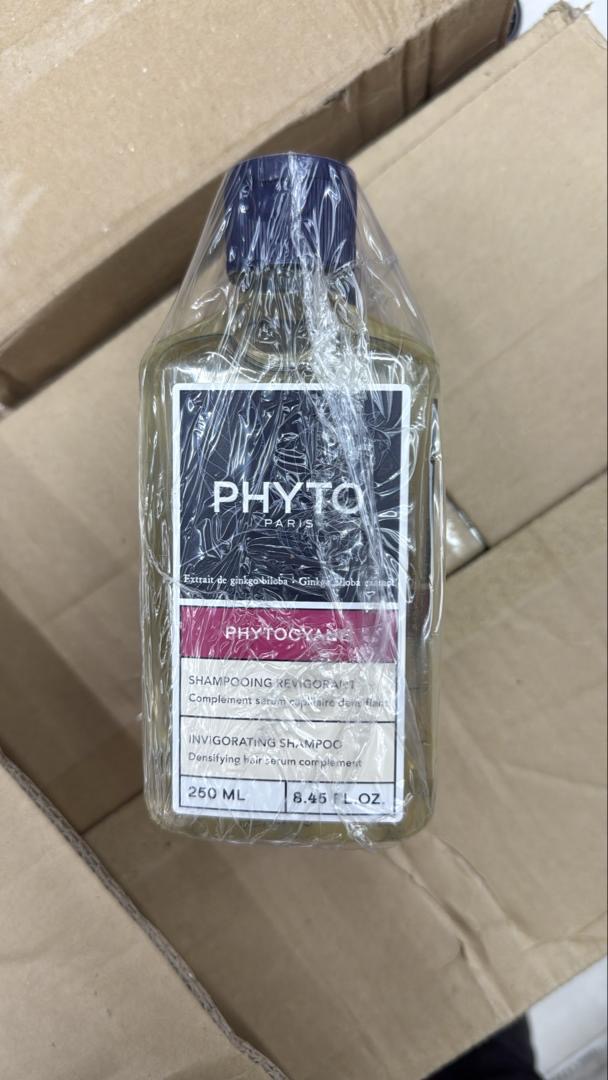 PHYTO
PARIS
Extrait de ginkgo biloba • Ginkgo biloba extract
PHYTOCYANE
SHAMPOOING REVIGORANT
Complément sérum capillaire densifiant
INVIGORATING SHAMPOO
Densifying hair serum complement
250 ML
8.45 FL.OZ.